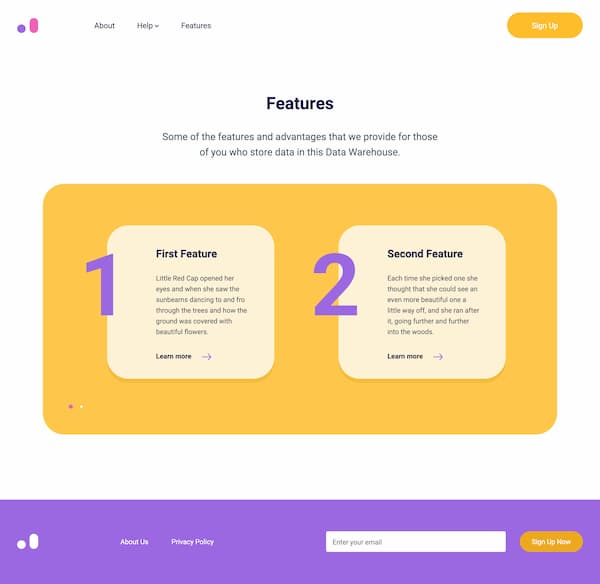 About Help Features Sign Up
Features
Some of the features and advantages that we provide for those
of you who store data in this Data Warehouse.
1
First Feature
Little Red Cap opened her
eyes and when she saw the
sunbeams dancing to and fro
through the trees and how the
ground was covered with
beautiful flowers.
Learn more
2
Second Feature
Each time she picked one she
thought that she could see an
even more beautiful one a
little way off, and she ran after
it, going further and further
into the woods.
Learn more
About Us Privacy Policy Enter your email Sign Up Now